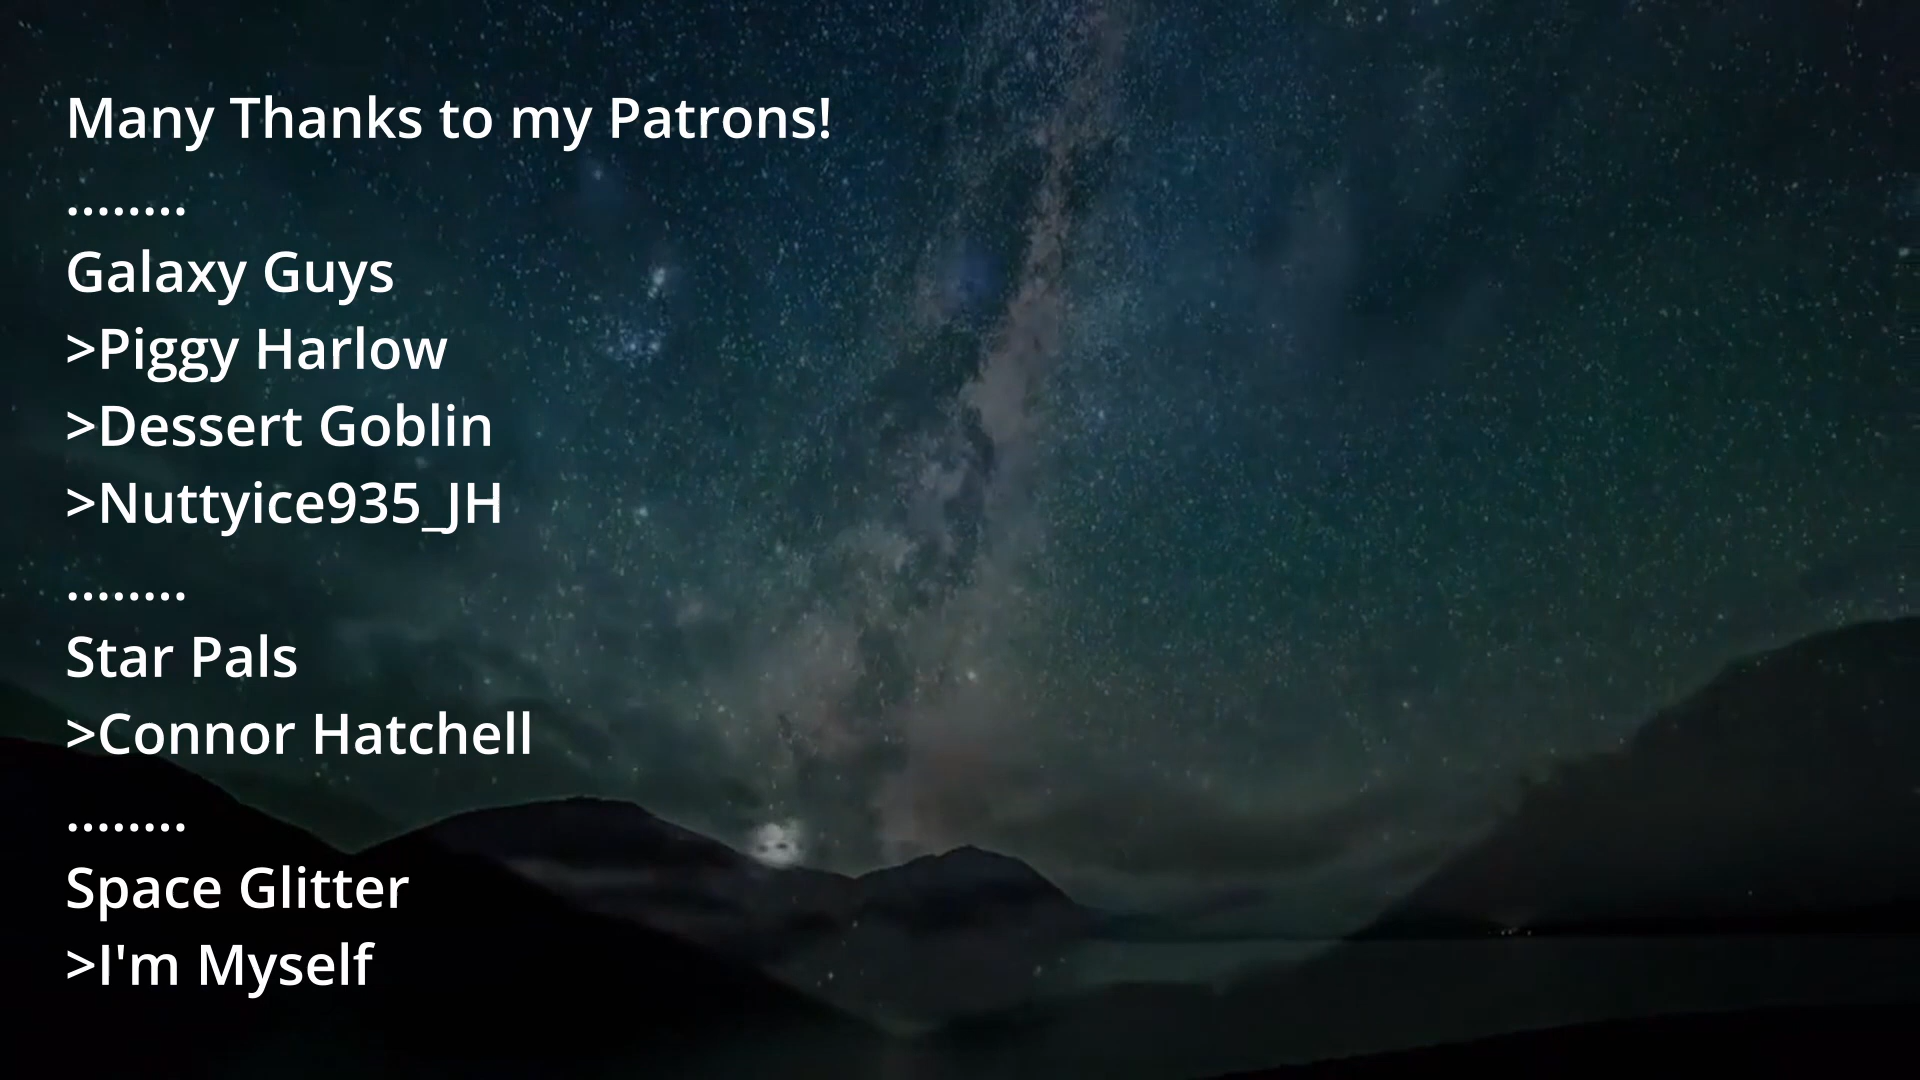 Many Thanks to my Patrons!
........
Galaxy Guys
>Piggy Harlow
>Dessert Goblin
>Nuttyice935_JH
........
Star Pals
>Connor Hatchell
........
Space Glitter
>I'm Myself